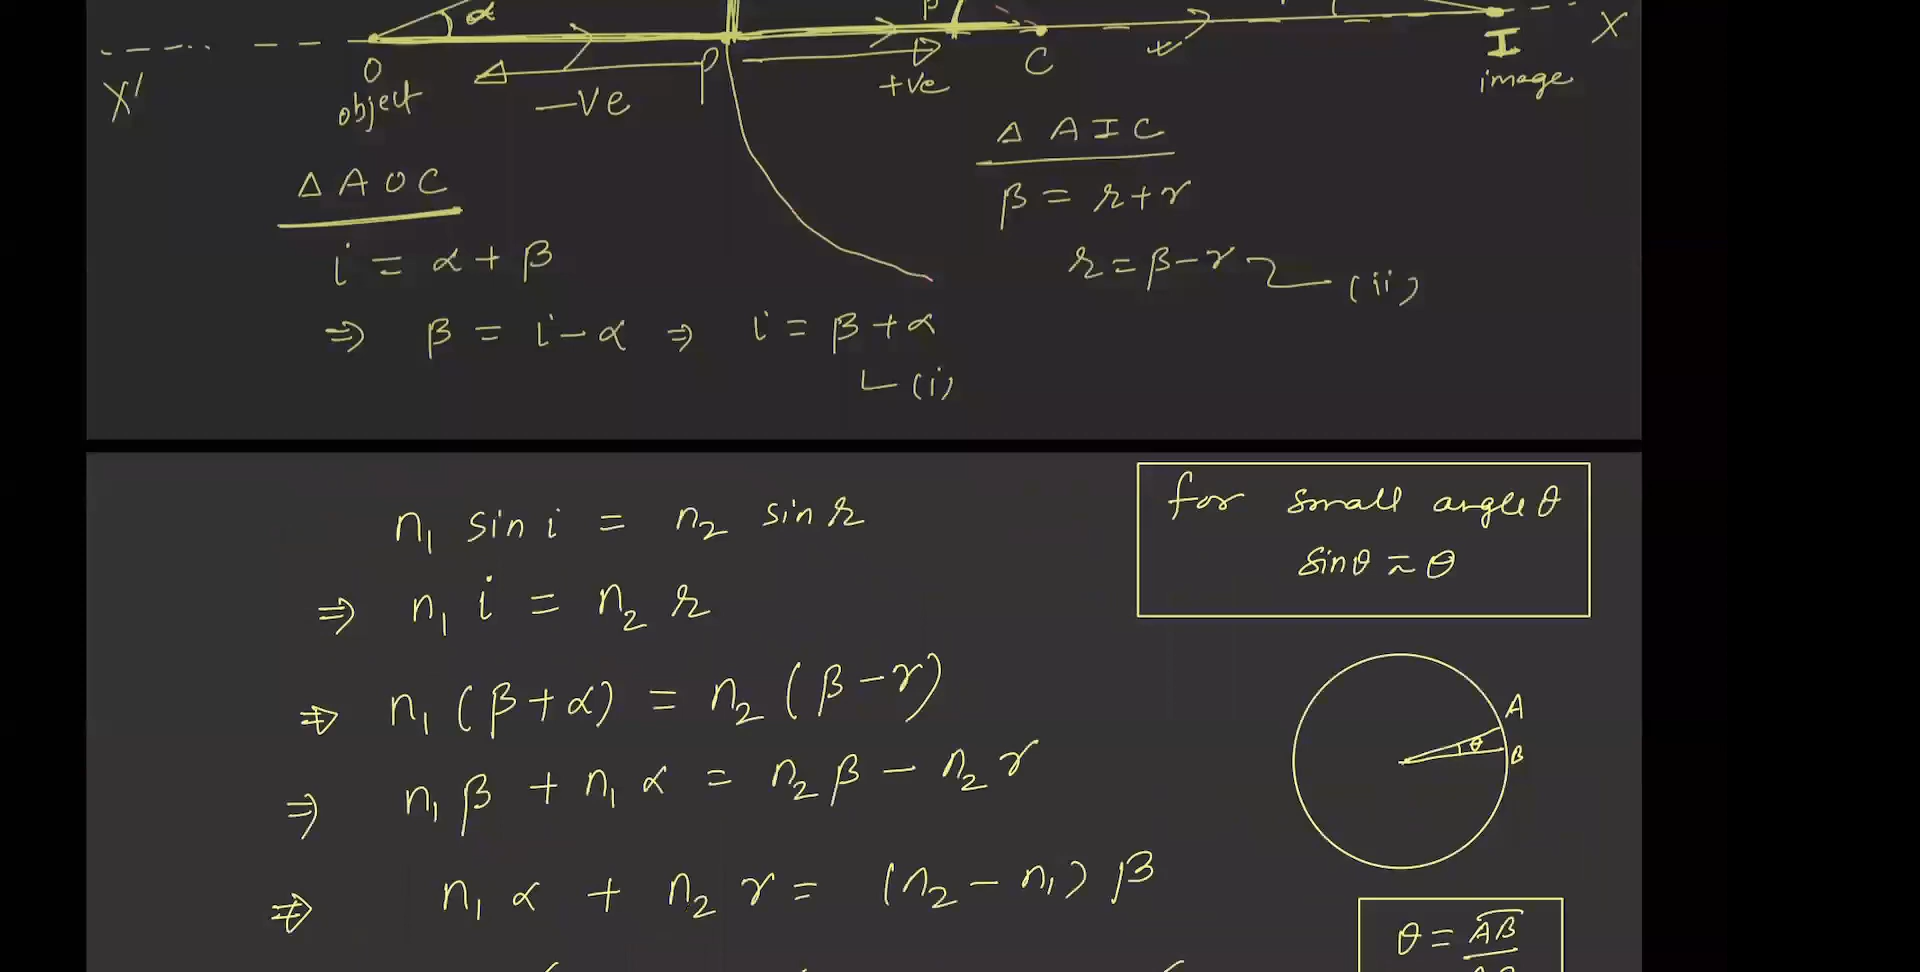 α
P
X
X'
O
P
C
I
object
-Ve
+Ve
image
Δ AOC
i = α + β
⇒ β = i - α ⇒ i = β + α
(i)
Δ AIC
β = r + γ
r = β - γ
(ii)
n₁ sin i = n₂ sin r
⇒ n₁ i = n₂ r
⇒ n₁ (β + α) = n₂ (β - γ)
⇒ n₁ β + n₁ α = n₂ β - n₂ γ
⇒ n₁ α + n₂ γ = (n₂ - n₁) β
for small angle θ
sinθ ≈ θ
A
θ
B
θ = AB